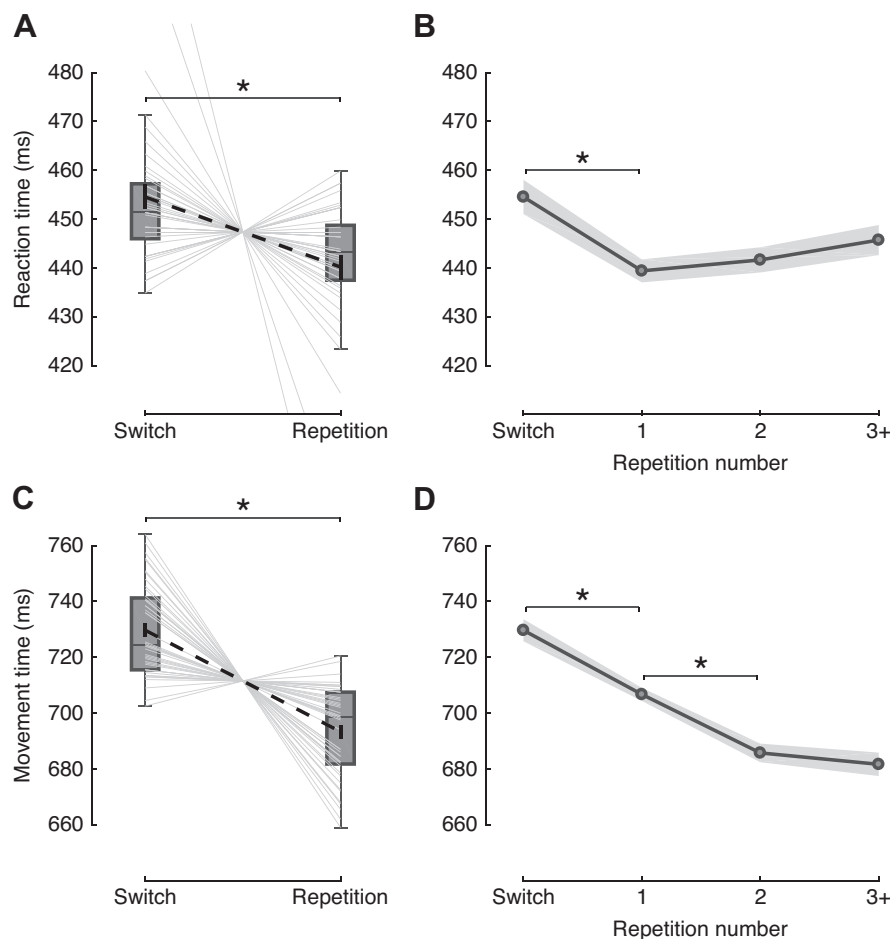 A
B
480
470
460
450
440
430
420
Reaction time (ms)
*
Switch
Repetition
480
470
460
450
440
430
420
*
Switch
1
2
3+
Repetition number
C
D
760
740
720
700
680
660
Movement time (ms)
*
Switch
Repetition
760
740
720
700
680
660
*
*
Switch
1
2
3+
Repetition number